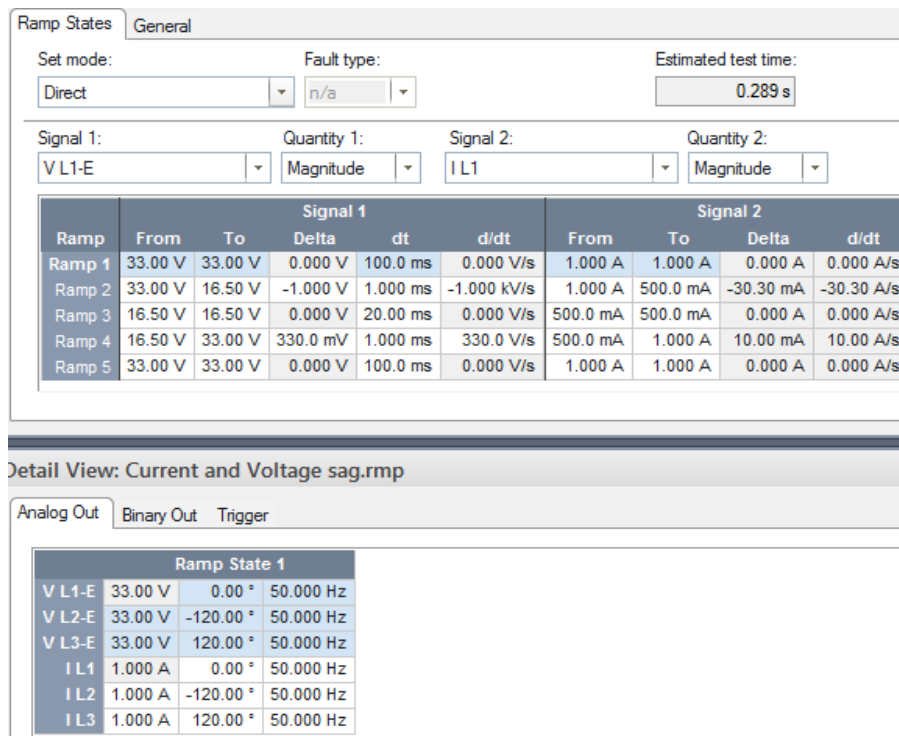 Ramp States General
Set mode: Fault type: Estimated test time:
Direct n/a 0.289 s
Signal 1: Quantity 1: Signal 2: Quantity 2:
V L1-E Magnitude I L1 Magnitude
Signal 1 Signal 2
Ramp From To Delta dt d/dt From To Delta d/dt
Ramp 1 33.00 V 33.00 V 0.000 V 100.0 ms 0.000 V/s 1.000 A 1.000 A 0.000 A 0.000 A/s
Ramp 2 33.00 V 16.50 V -1.000 V 1.000 ms -1.000 kV/s 1.000 A 500.0 mA -30.30 mA -30.30 A/s
Ramp 3 16.50 V 16.50 V 0.000 V 20.00 ms 0.000 V/s 500.0 mA 500.0 mA 0.000 A 0.000 A/s
Ramp 4 16.50 V 33.00 V 330.0 mV 1.000 ms 330.0 V/s 500.0 mA 1.000 A 10.00 mA 10.00 A/s
Ramp 5 33.00 V 33.00 V 0.000 V 100.0 ms 0.000 V/s 1.000 A 1.000 A 0.000 A 0.000 A/s
Detail View: Current and Voltage sag.rmp
Analog Out Binary Out Trigger
Ramp State 1
V L1-E 33.00 V 0.00 ° 50.000 Hz
V L2-E 33.00 V -120.00 ° 50.000 Hz
V L3-E 33.00 V 120.00 ° 50.000 Hz
I L1 1.000 A 0.00 ° 50.000 Hz
I L2 1.000 A -120.00 ° 50.000 Hz
I L3 1.000 A 120.00 ° 50.000 Hz